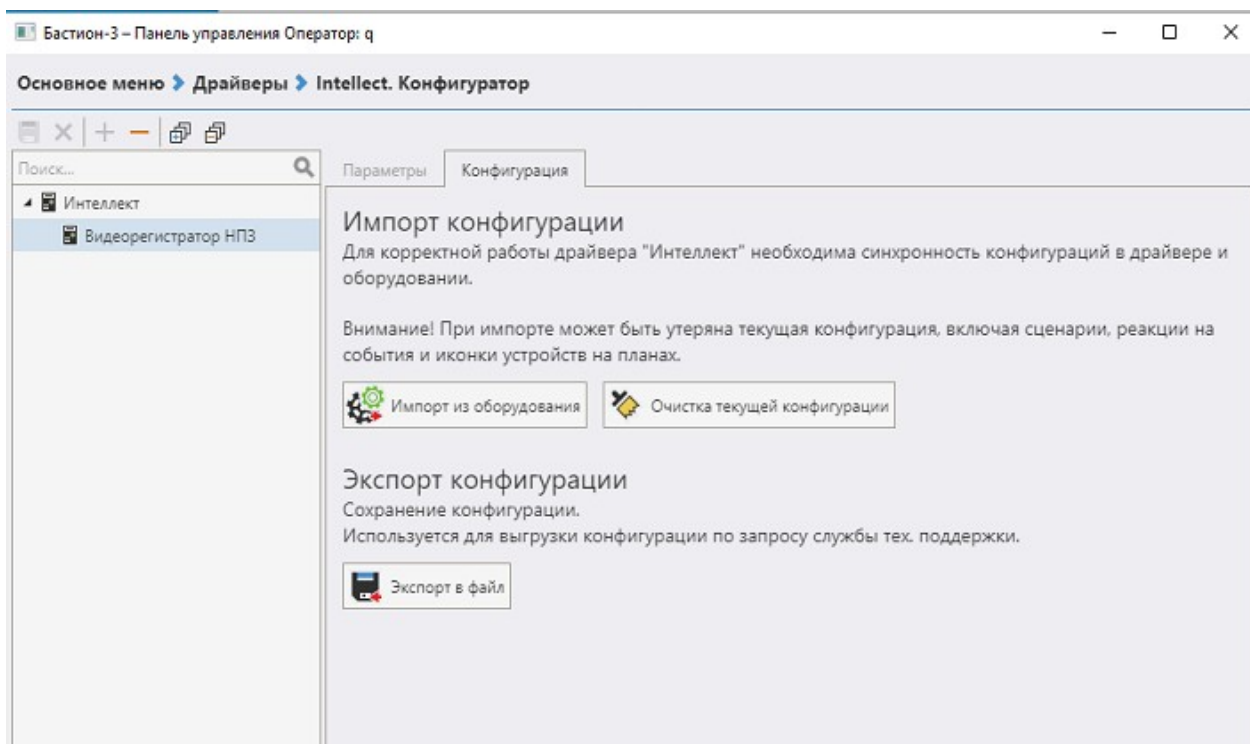 Бастион-3 – Панель управления Оператор: q
Основное меню Драйверы Intellect. Конфигуратор
Поиск...
Интеллект
Видеорегистратор НПЗ
Параметры
Конфигурация
Импорт конфигурации
Для корректной работы драйвера "Интеллект" необходима синхронность конфигураций в драйвере и
оборудовании.
Внимание! При импорте может быть утеряна текущая конфигурация, включая сценарии, реакции на
события и иконки устройств на планах.
Импорт из оборудования
Очистка текущей конфигурации
Экспорт конфигурации
Сохранение конфигурации.
Используется для выгрузки конфигурации по запросу службы тех. поддержки.
Экспорт в файл